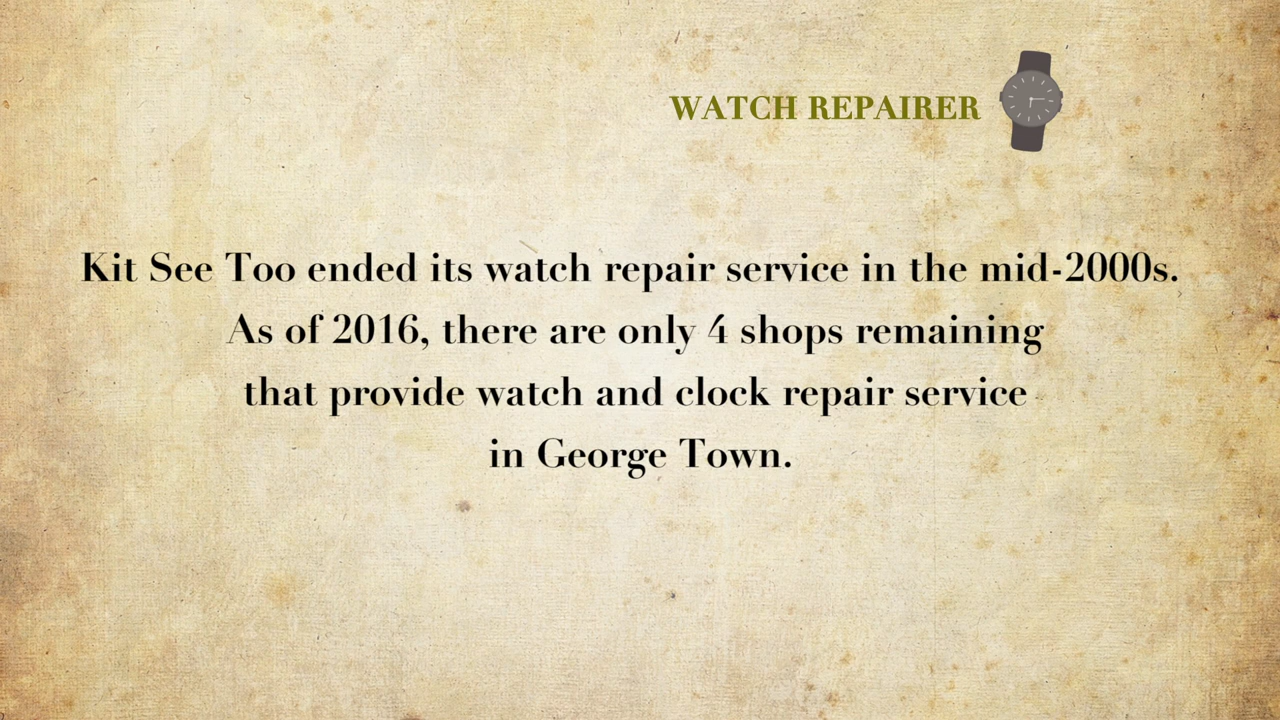 WATCH REPAIRER
Kit See Too ended its watch repair service in the mid-2000s.
As of 2016, there are only 4 shops remaining
that provide watch and clock repair service
in George Town.